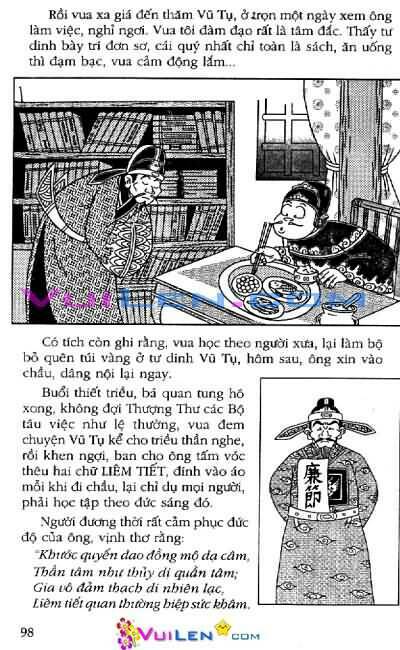 Rồi vua xa giá đến thăm Vũ Tụ, ở trọn một ngày xem ông
làm việc, nghỉ ngơi. Vua tôi đàm đạo rất là tâm đắc. Thấy tư
dinh bày trí đơn sơ, cái quý nhất chỉ toàn là sách, ăn uống
thì đạm bạc, vua cảm động lắm...
VUILEN.COM
Có tích còn ghi rằng, vua học theo người xưa, lại làm bộ
bỏ quên túi vàng ở tư dinh Vũ Tụ, hôm sau, ông xin vào
chầu, dâng nội lại ngay.
Buổi thiết triều, bá quan tung hô
xong, không đợi Thượng Thư các Bộ
tâu việc như lệ thường, vua đem
chuyện Vũ Tụ kể cho triều thần nghe,
rồi khen ngợi, ban cho ông tấm vóc
thêu hai chữ LIÊM TIẾT, đính vào áo
mỗi khi đi chầu, lại chỉ dụ mọi người,
phải học tập theo đức sáng đó.
Người đương thời rất cảm phục đức
độ của ông, vịnh thơ rằng:
"Khước quyển dao đồng mộ dạ câm,
Thần tâm như thủy dị quần tâm;
Gia vô đảm thạch di nhiên lạc,
Liêm tiết quan thường hiệp sức khâm.
廉
節
98
VUILEN.COM